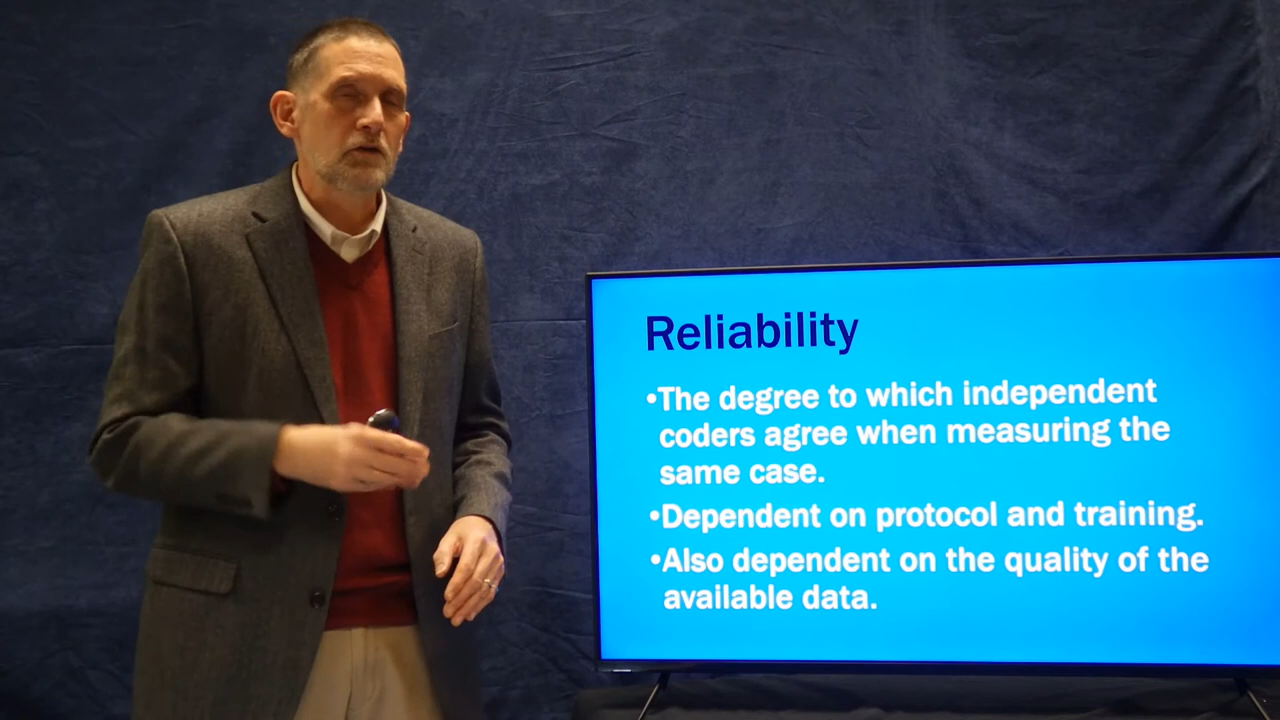 Reliability
•The degree to which independent
coders agree when measuring the
same case.
•Dependent on protocol and training.
•Also dependent on the quality of the
available data.